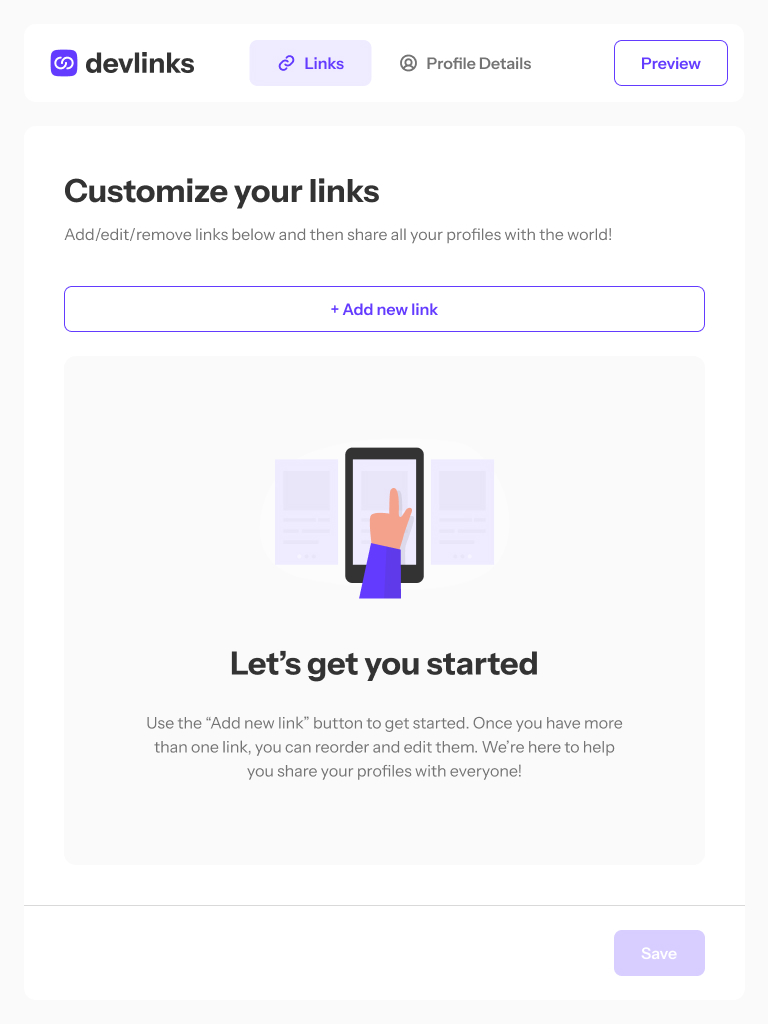 devlinks
Links
Profile Details
Preview
Customize your links
Add/edit/remove links below and then share all your profiles with the world!
+ Add new link
Let’s get you started
Use the “Add new link” button to get started. Once you have more
than one link, you can reorder and edit them. We’re here to help
you share your profiles with everyone!
Save